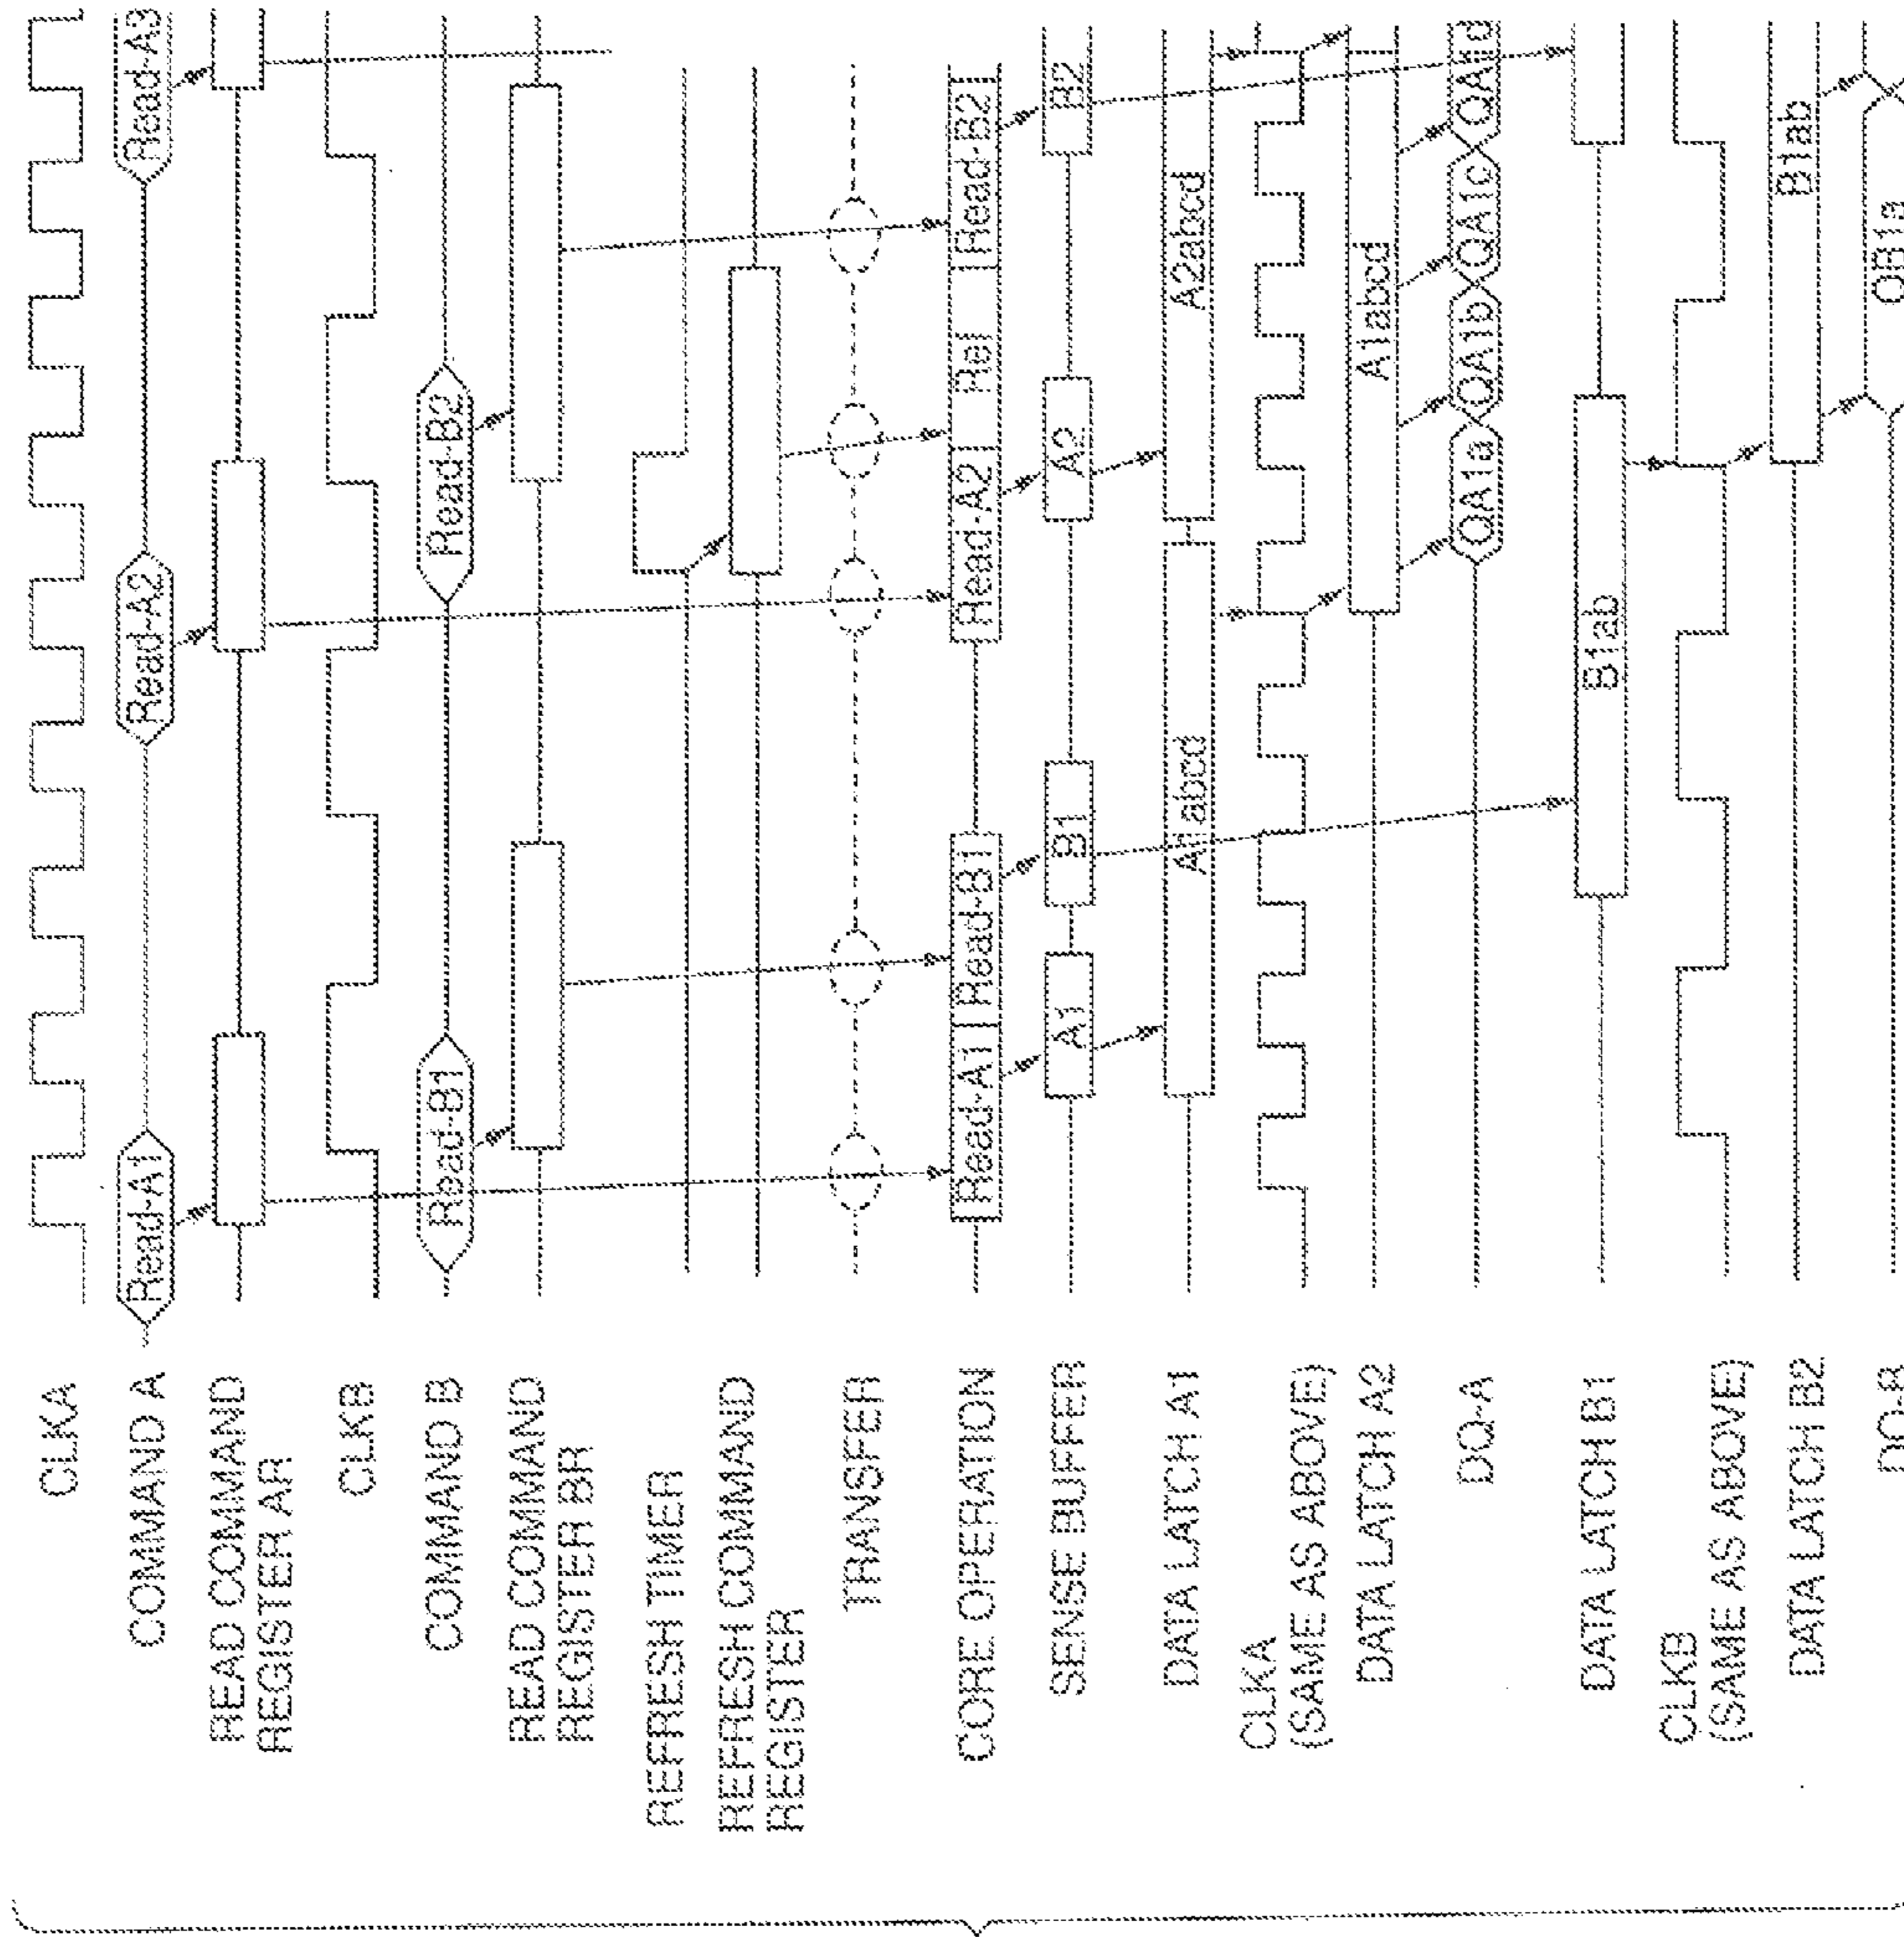 CLKA
COMMAND A
Read-A1
Read-A2
Read-A3
READ COMMAND
REGISTER AR
CLKB
COMMAND B
Read-B1
Read-B2
READ COMMAND
REGISTER BR
REFRESH TIMER
REFRESH COMMAND
REGISTER
TRANSFER
CORE OPERATION
Read-A1
Read-B1
Read-A2
Ref
Read-B2
SENSE BUFFER
A1
B1
A2
B2
DATA LATCH A1
A1abcd
A2abcd
CLKA
(SAME AS ABOVE)
DATA LATCH A2
A1abcd
DQ-A
QA1a
QA1b
QA1c
QA1d
DATA LATCH B1
B1ab
CLKB
(SAME AS ABOVE)
DATA LATCH B2
B1ab
DQ-B
QB1a